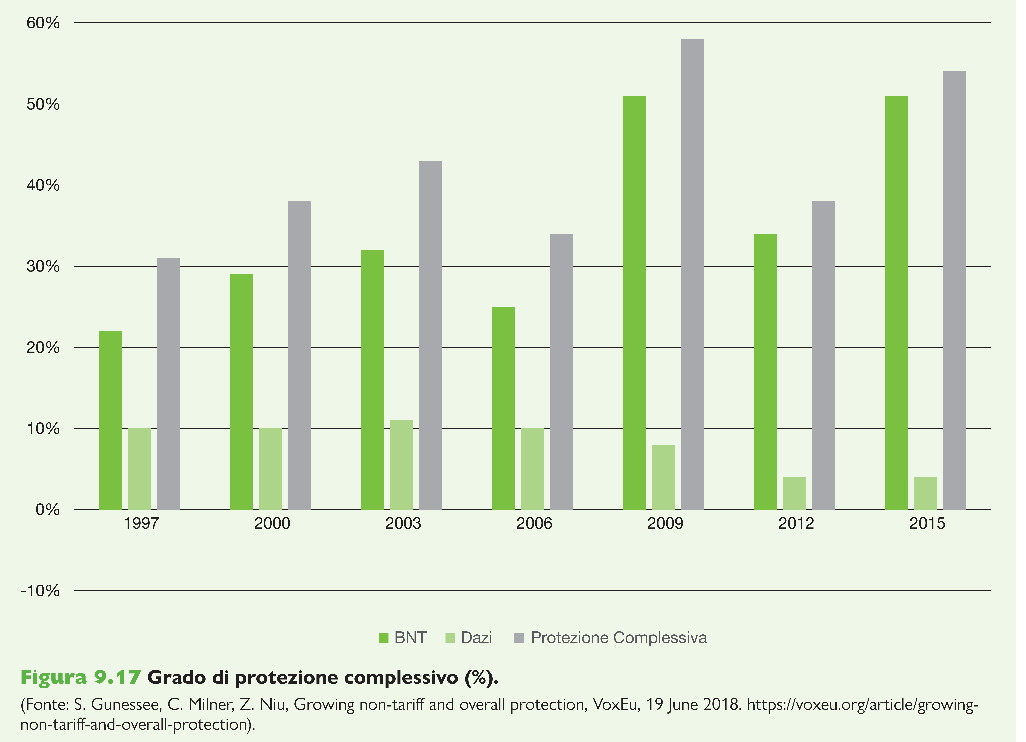 60%
50%
40%
30%
20%
10%
0%
1997 2000 2003 2006 2009 2012 2015
-10%
BNT Dazi Protezione Complessiva
Figura 9.17 Grado di protezione complessivo (%).
(Fonte: S. Gunessee, C. Milner, Z. Niu, Growing non-tariff and overall protection, VoxEu, 19 June 2018. https://voxeu.org/article/growing-
non-tariff-and-overall-protection).